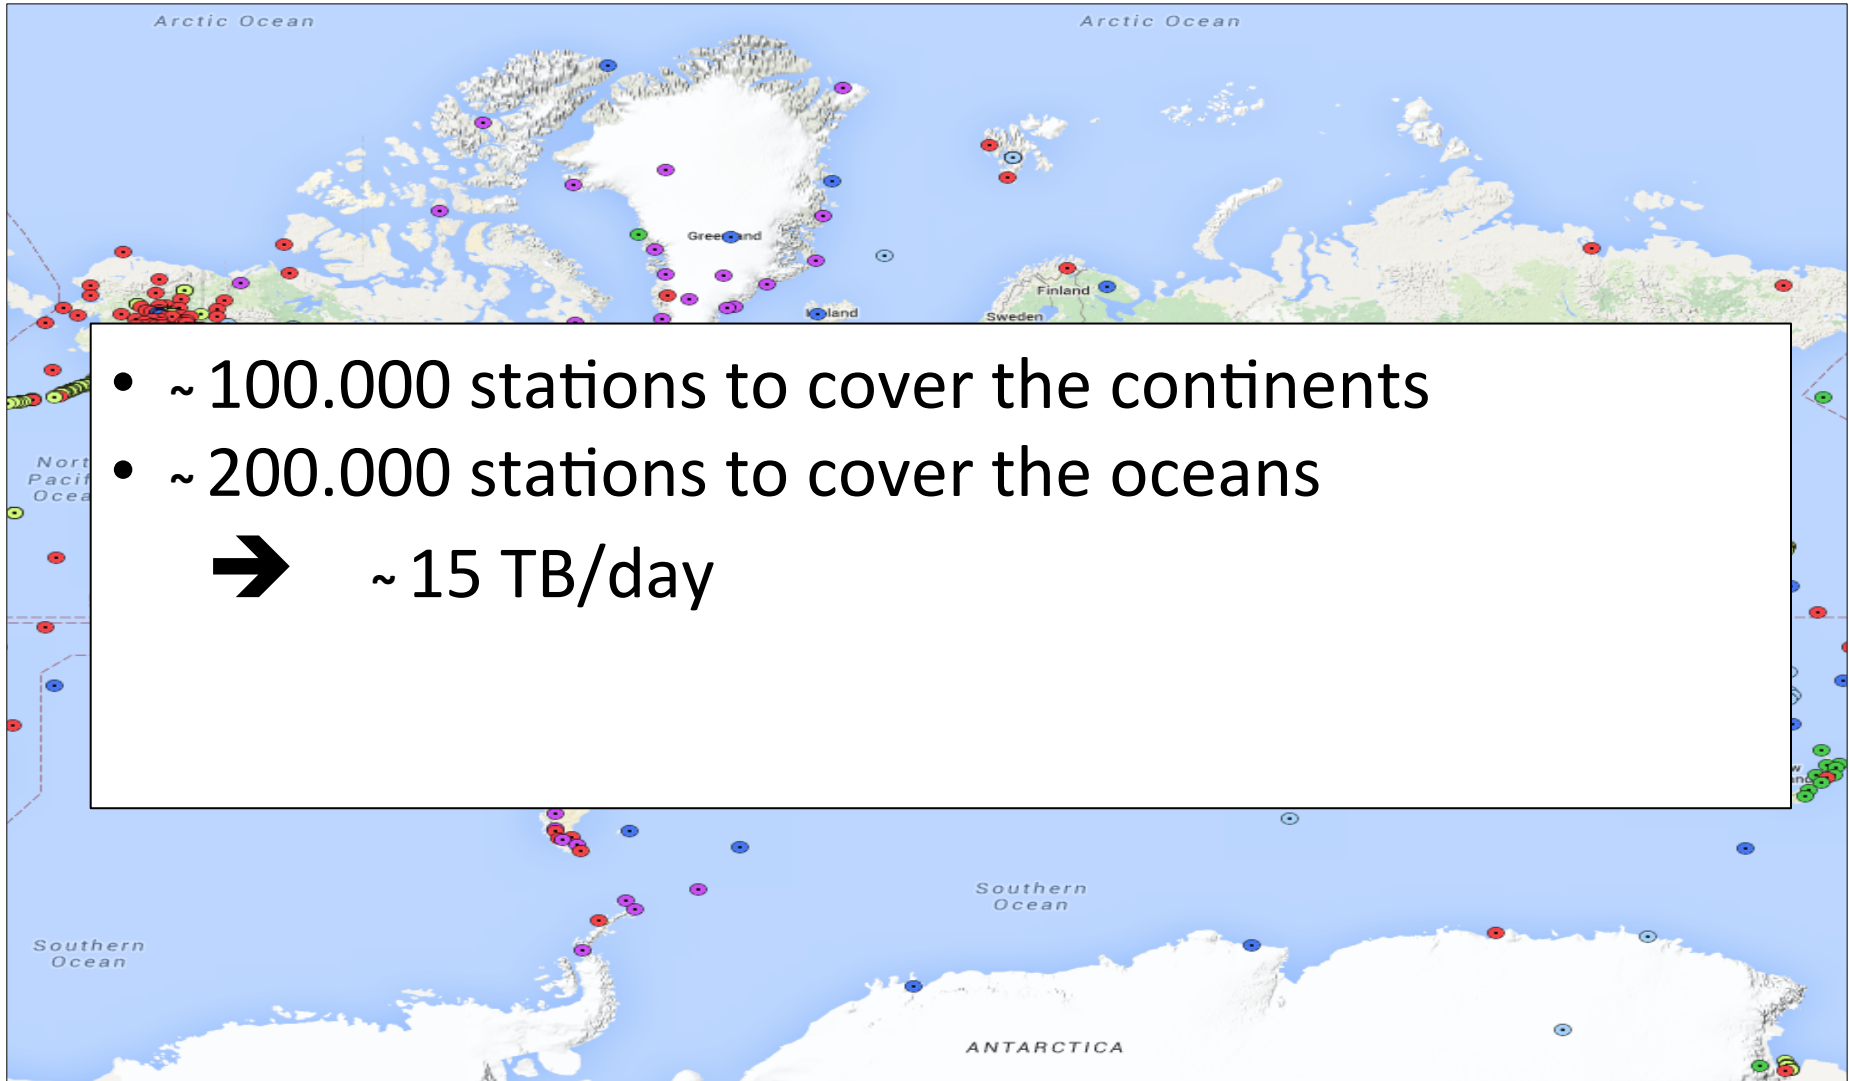 Arctic Ocean
Arctic Ocean
Finland
Sweden
• ~ 100.000 stations to cover the continents
• ~ 200.000 stations to cover the oceans
➔ ~ 15 TB/day
Southern
Ocean
Southern
Ocean
ANTARCTICA